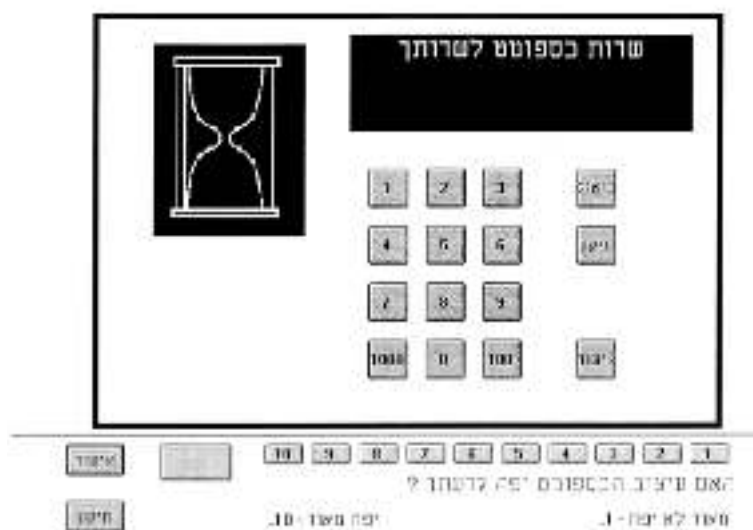 שרות כספומט לשרותך
1 2 3
4 5 6
7 8 9
1000 0 100
אישור 10 9 8 7 6 5 4 3 2 1
האם עיצוב הכספומט יפה לדעתך ?
מאוד לא יפה - 1. יפה מאוד - 10.